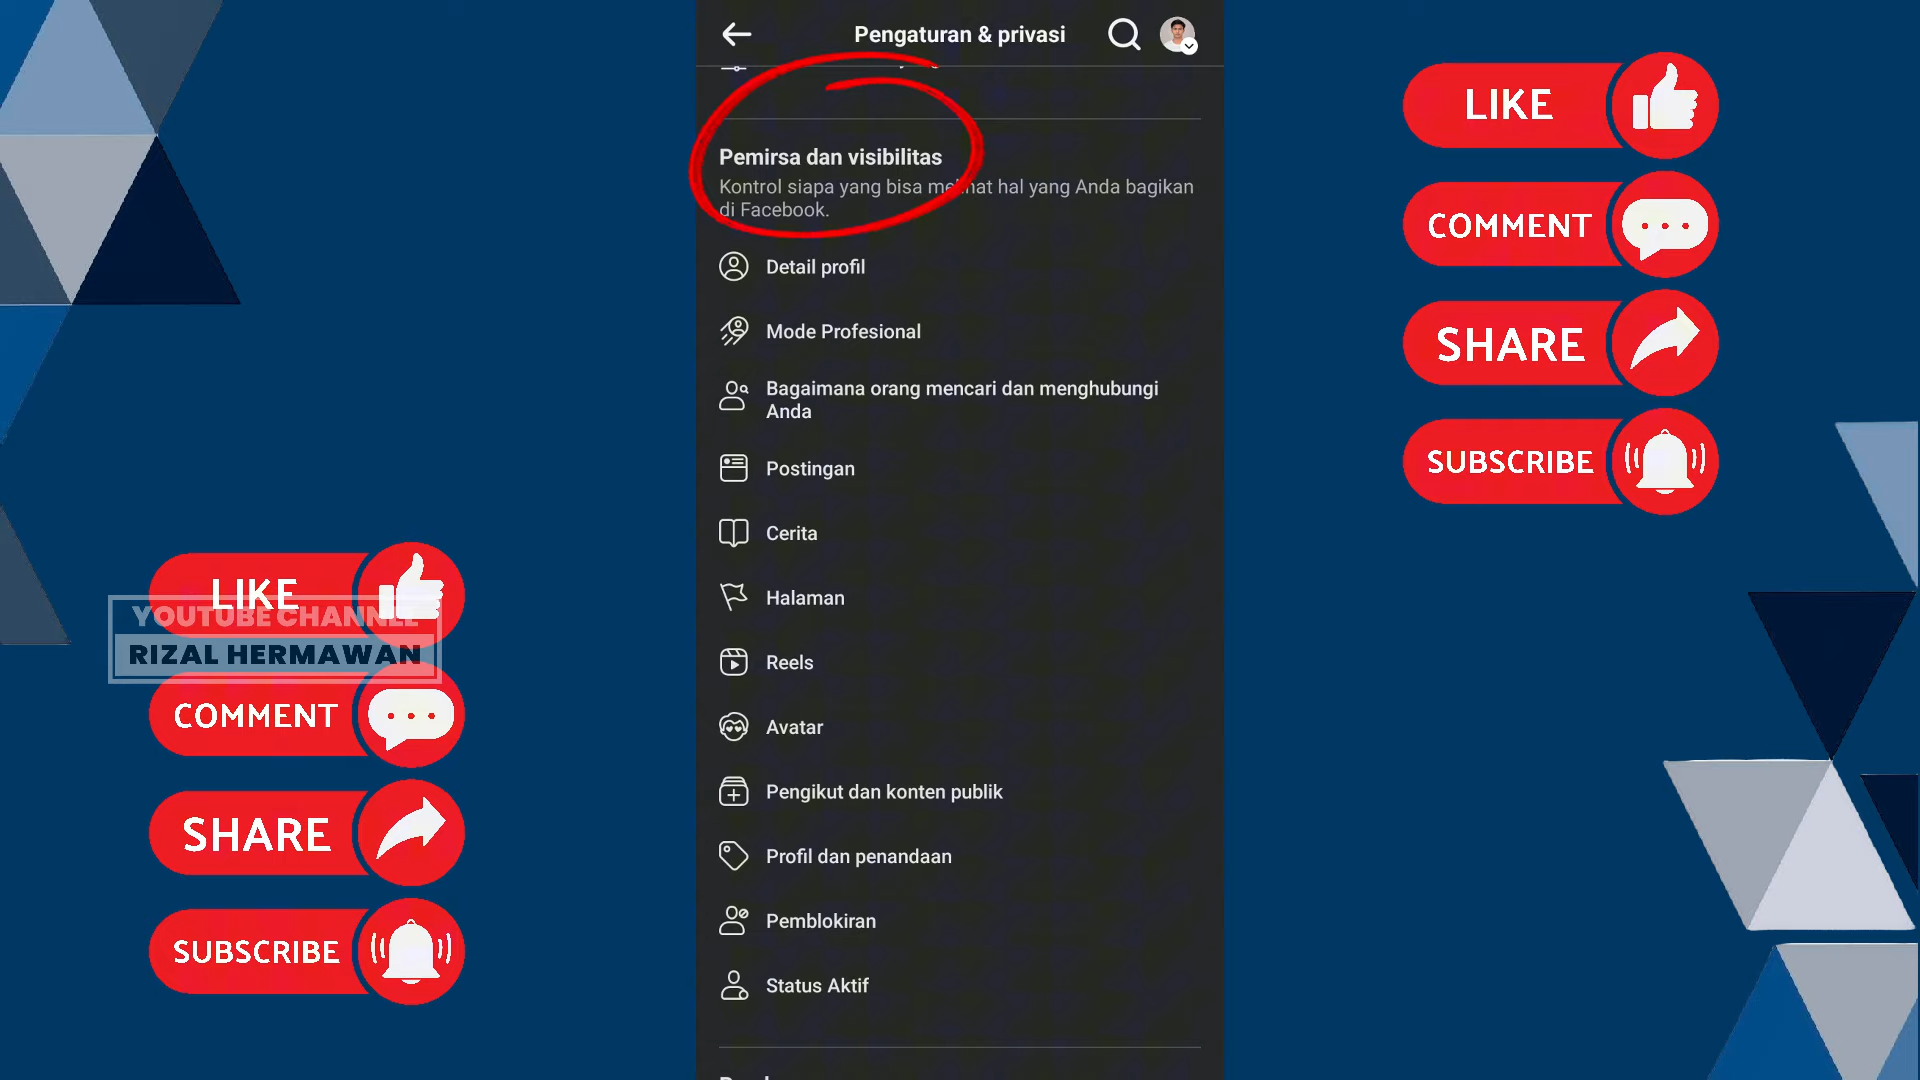 Pengaturan & privasi
Pemirsa dan visibilitas
Kontrol siapa yang bisa melihat hal yang Anda bagikan
di Facebook.
Detail profil
Mode Profesional
Bagaimana orang mencari dan menghubungi
Anda
Postingan
Cerita
Halaman
Reels
Avatar
Pengikut dan konten publik
Profil dan penandaan
Pemblokiran
Status Aktif
LIKE
COMMENT
SHARE
SUBSCRIBE
LIKE
YOUTUBE CHANNEL
RIZAL HERMAWAN
COMMENT
SHARE
SUBSCRIBE